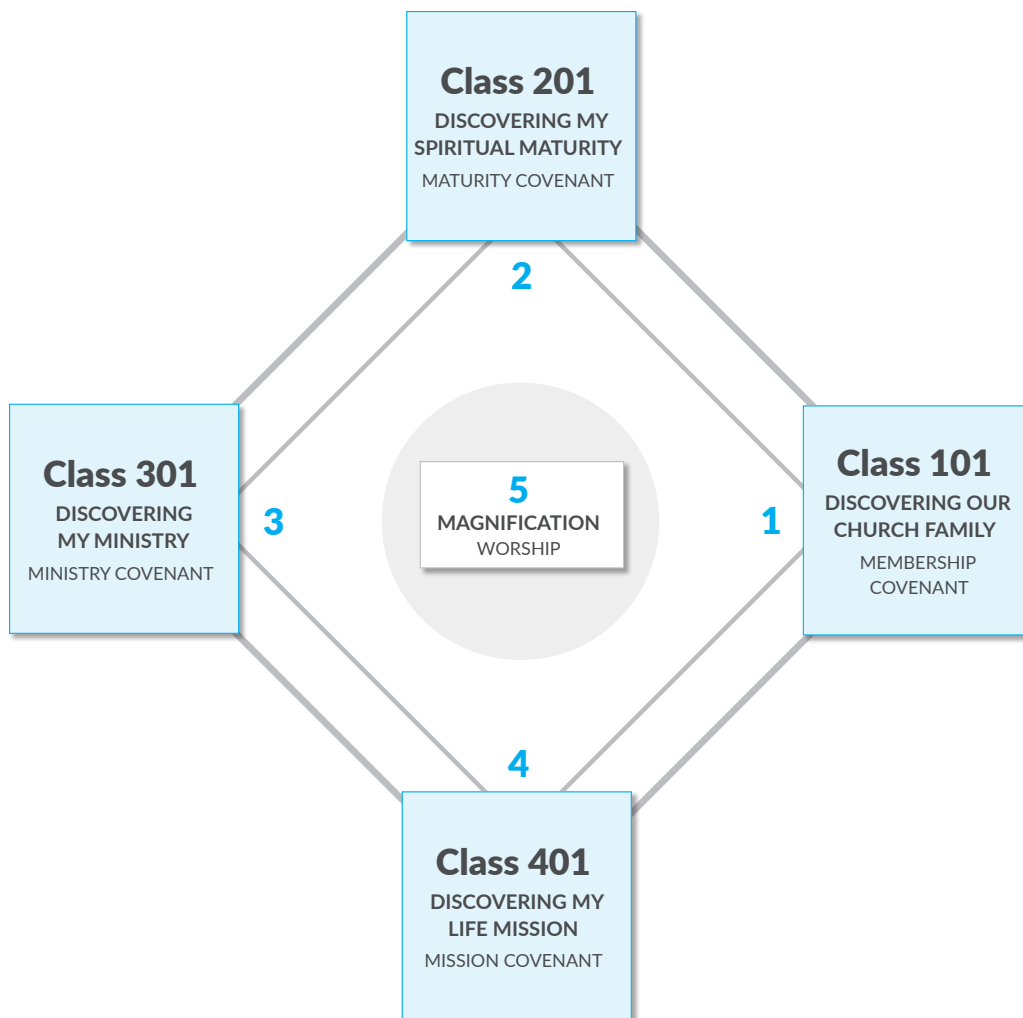 Class 201
DISCOVERING MY
SPIRITUAL MATURITY
MATURITY COVENANT
2
Class 301
DISCOVERING
MY MINISTRY
MINISTRY COVENANT
3
5
MAGNIFICATION
WORSHIP
1
Class 101
DISCOVERING OUR
CHURCH FAMILY
MEMBERSHIP
COVENANT
4
Class 401
DISCOVERING MY
LIFE MISSION
MISSION COVENANT